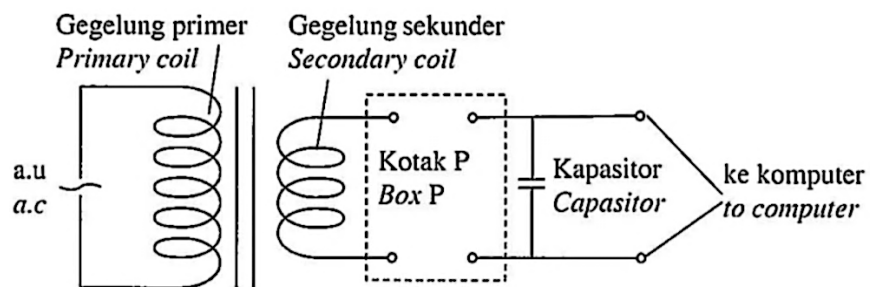 Gegelung primer
Primary coil
Gegelung sekunder
Secondary coil
a.u
a.c
Kotak P
Box P
Kapasitor
Capasitor
ke komputer
to computer